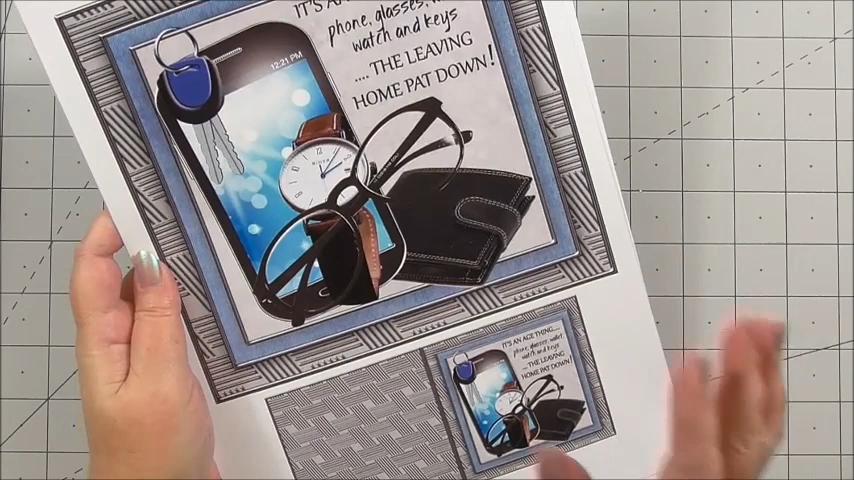 IT'S AN
phone, glasses,
watch and keys
....THE LEAVING
HOME PAT DOWN!
12:21 PM
IT'S AN AGE THING....
phone, glasses, wallet,
watch and keys
....THE LEAVING
HOME PAT DOWN!